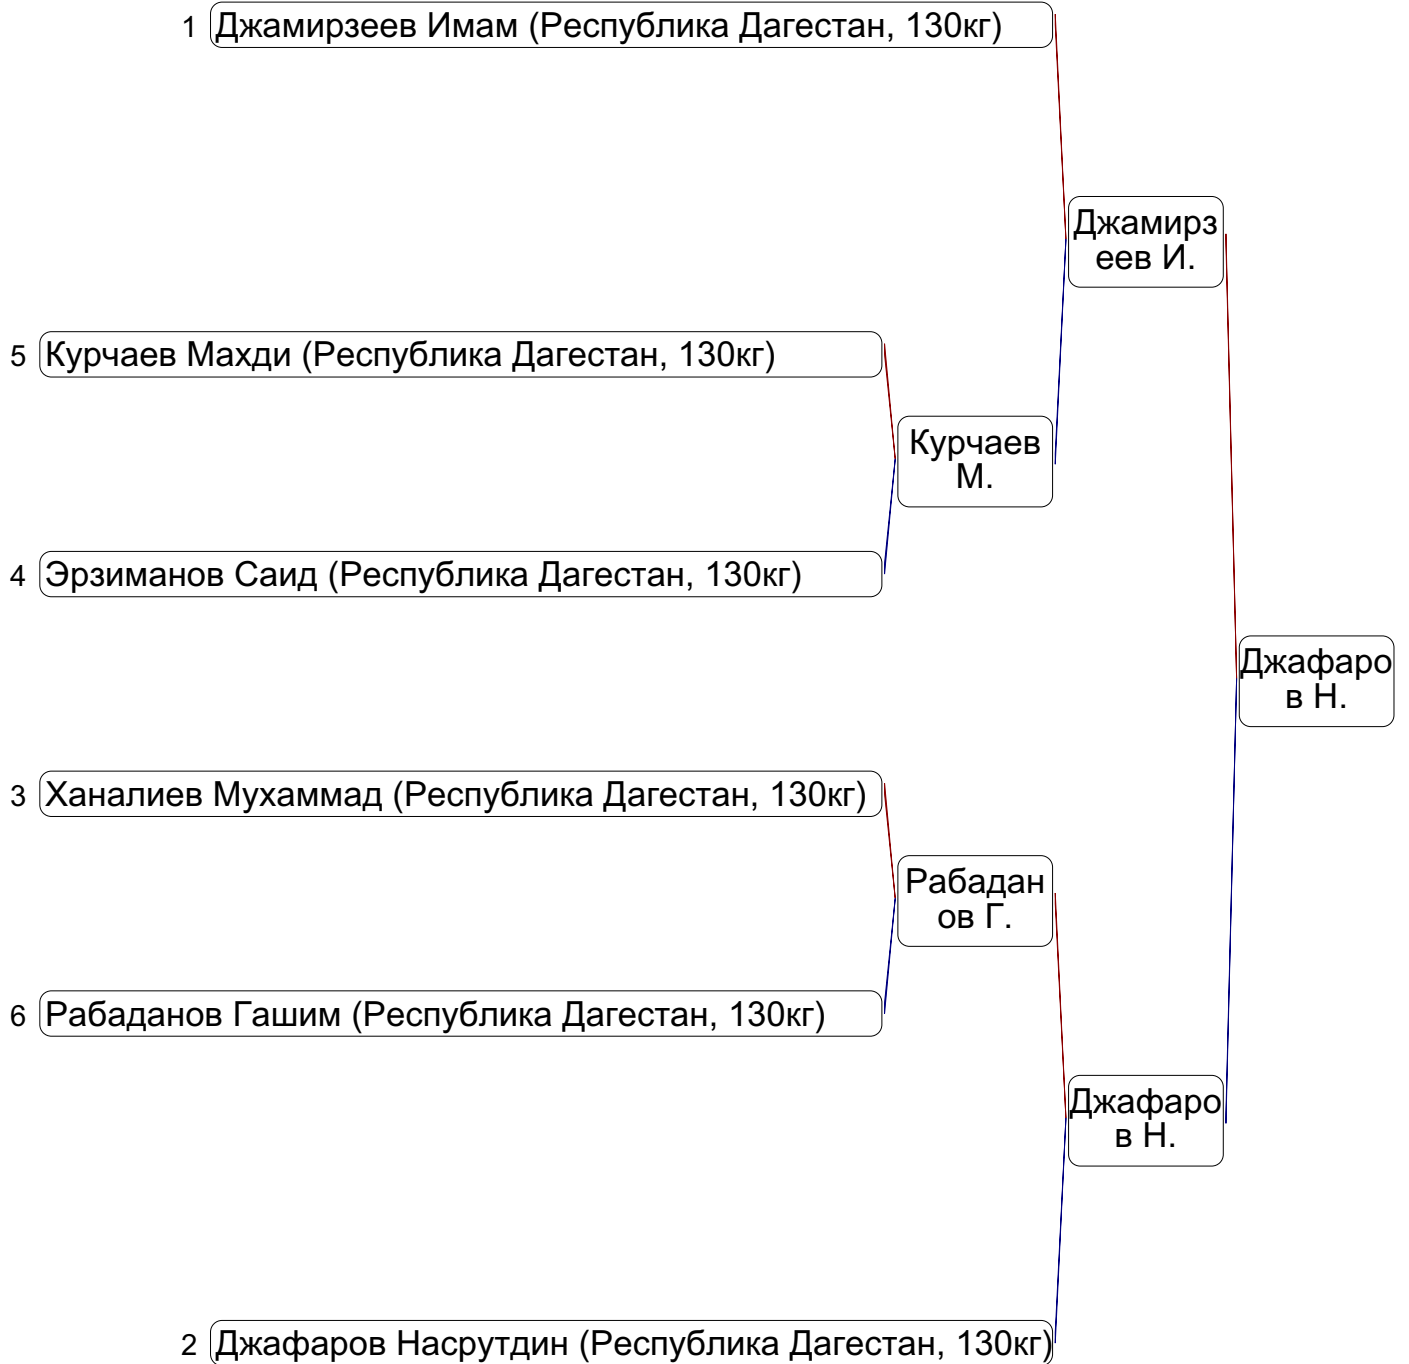 1 Джамирзеев Имам (Республика Дагестан, 130кг)
Джамирз
еев И.
5 Курчаев Махди (Республика Дагестан, 130кг)
Курчаев
М.
4 Эрзиманов Саид (Республика Дагестан, 130кг)
Джафаро
в Н.
3 Ханалиев Мухаммад (Республика Дагестан, 130кг)
Рабадан
ов Г.
6 Рабаданов Гашим (Республика Дагестан, 130кг)
Джафаро
в Н.
2 Джафаров Насрутдин (Республика Дагестан, 130кг)